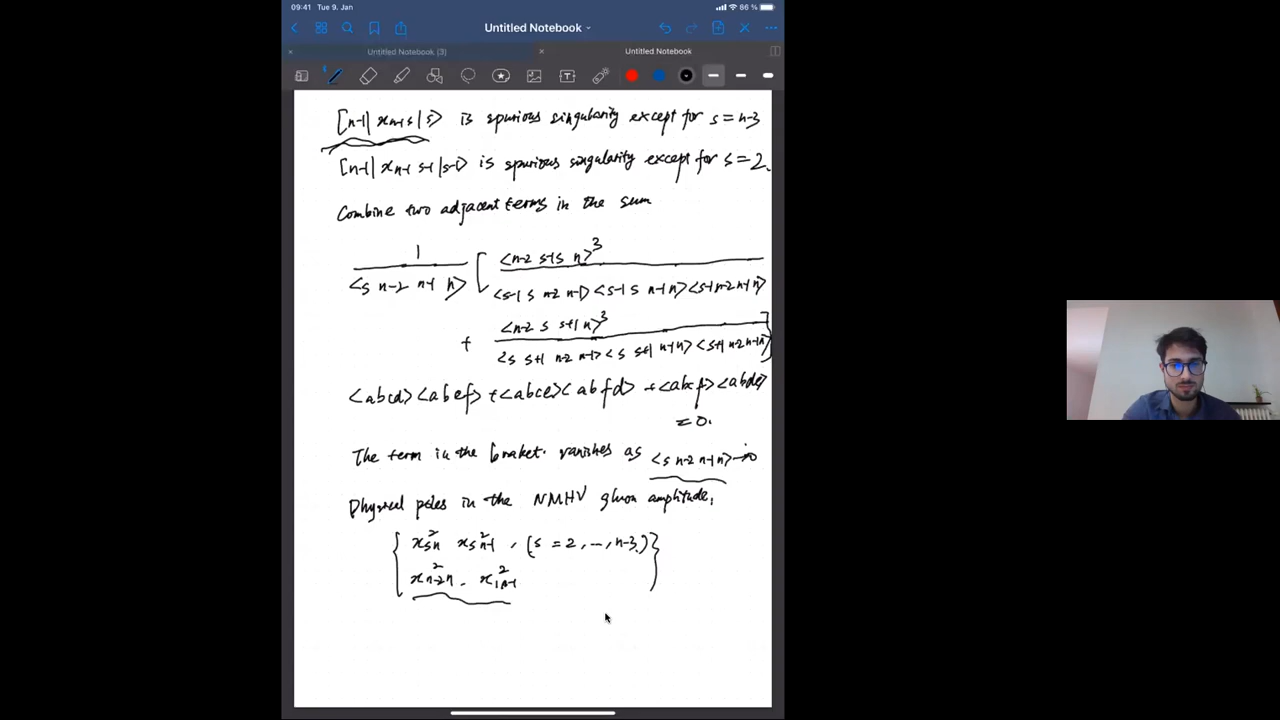 09:41 Tue 9. Jan
86 %
Untitled Notebook
Untitled Notebook (3)
Untitled Notebook
[n-1| x_{n-1 s} |s> is spurious singularity except for s = n-3
[n-1| x_{n-1 s-1} |s-1> is spurious singularity except for s = 2.
Combine two adjacent terms in the sum
1 / <s n-2 n-1 n> [ <n-2 s-1 s n>^3 / <s-1 s n-2 n-1> <s-1 s n-1 n> <s-1 n-2 n-1 n>
+ <n-2 s s+1 n>^3 / <s s+1 n-2 n-1> <s s+1 n-1 n> <s+1 n-2 n-1 n> ]
<abcd><abef> + <abce><abfd> + <abcf><abde>
= 0.
The term in the braket vanishes as <s n-2 n-1 n> → 0
Physical poles in the NMHV gluon amplitude,
{ x_{sn}^2 x_{s n-1}^2 , (s = 2, ..., n-3)
x_{n-2 n}^2 - x_{1 n-1}^2 }